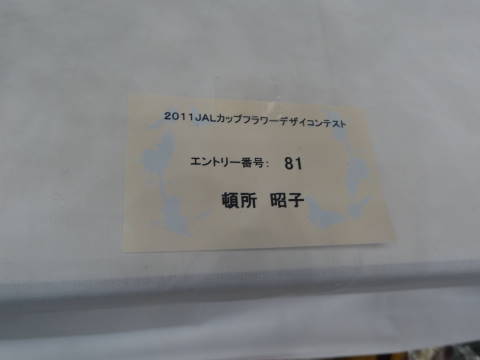 2011JALカップフラワーデザイコンテスト
エントリー番号： 81
頓所 昭子